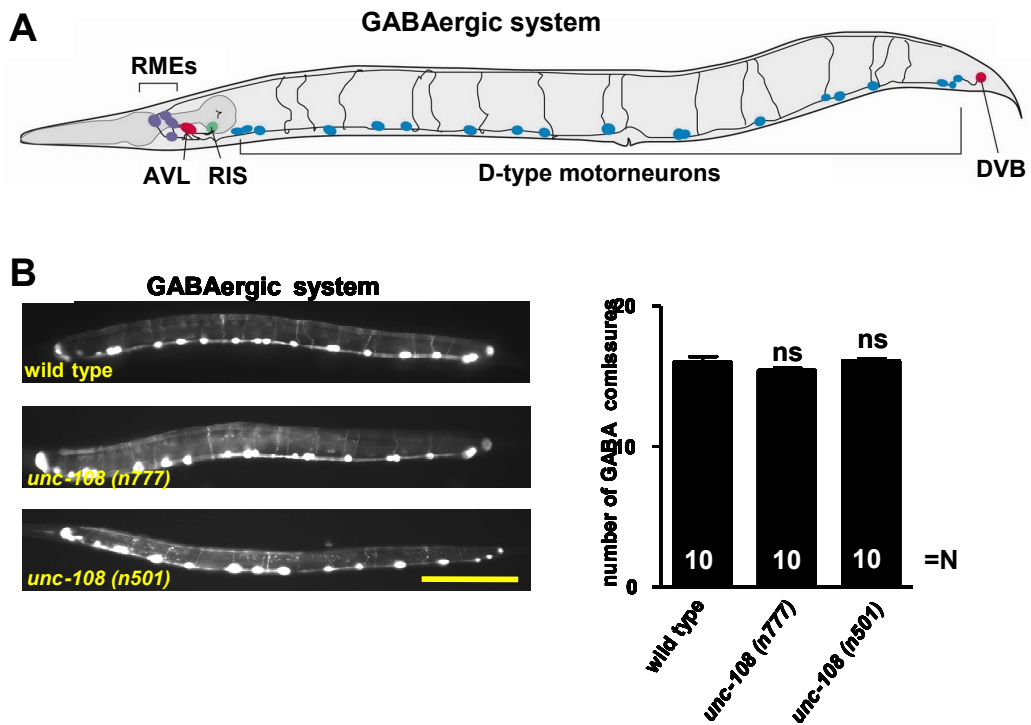 A
GABAergic system
RMEs
AVL
RIS
D-type motorneurons
DVB
B
GABAergic system
wild type
unc-108 (n777)
unc-108 (n501)
number of GABA comissures
20
10
0
ns
ns
10
10
10
=N
wild type
unc-108 (n777)
unc-108 (n501)